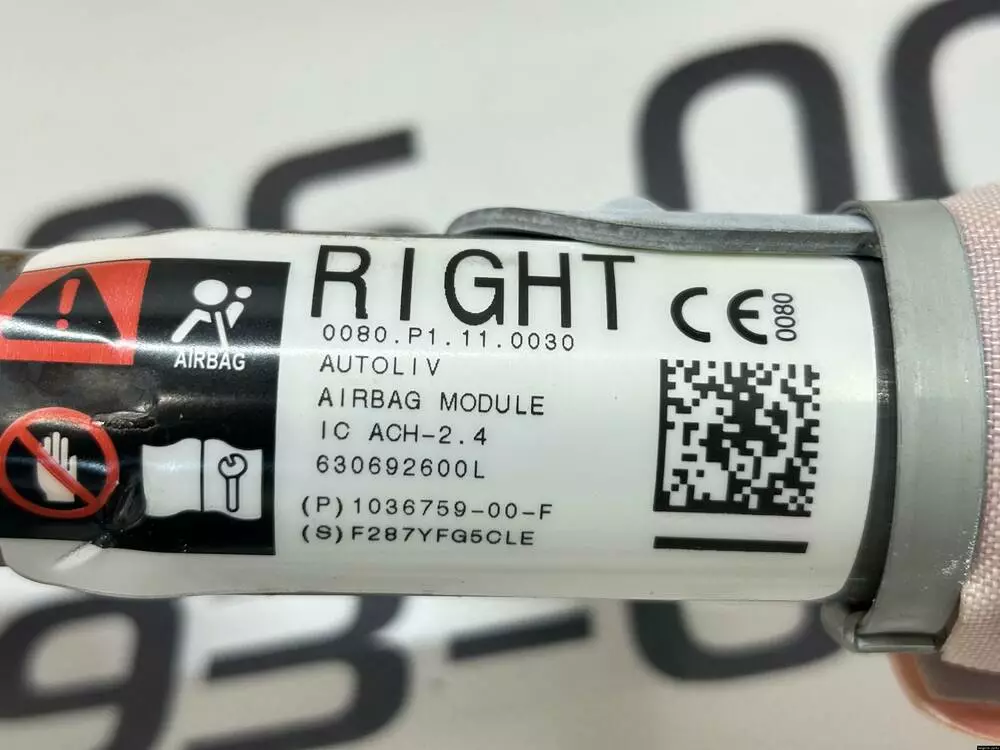 RIGHT
0080.P1.11.0030
AUTOLIV
AIRBAG MODULE
IC ACH-2.4
630692600L
(P)1036759-00-F
(S)F287YFG5CLE
CE
0080
AIRBAG